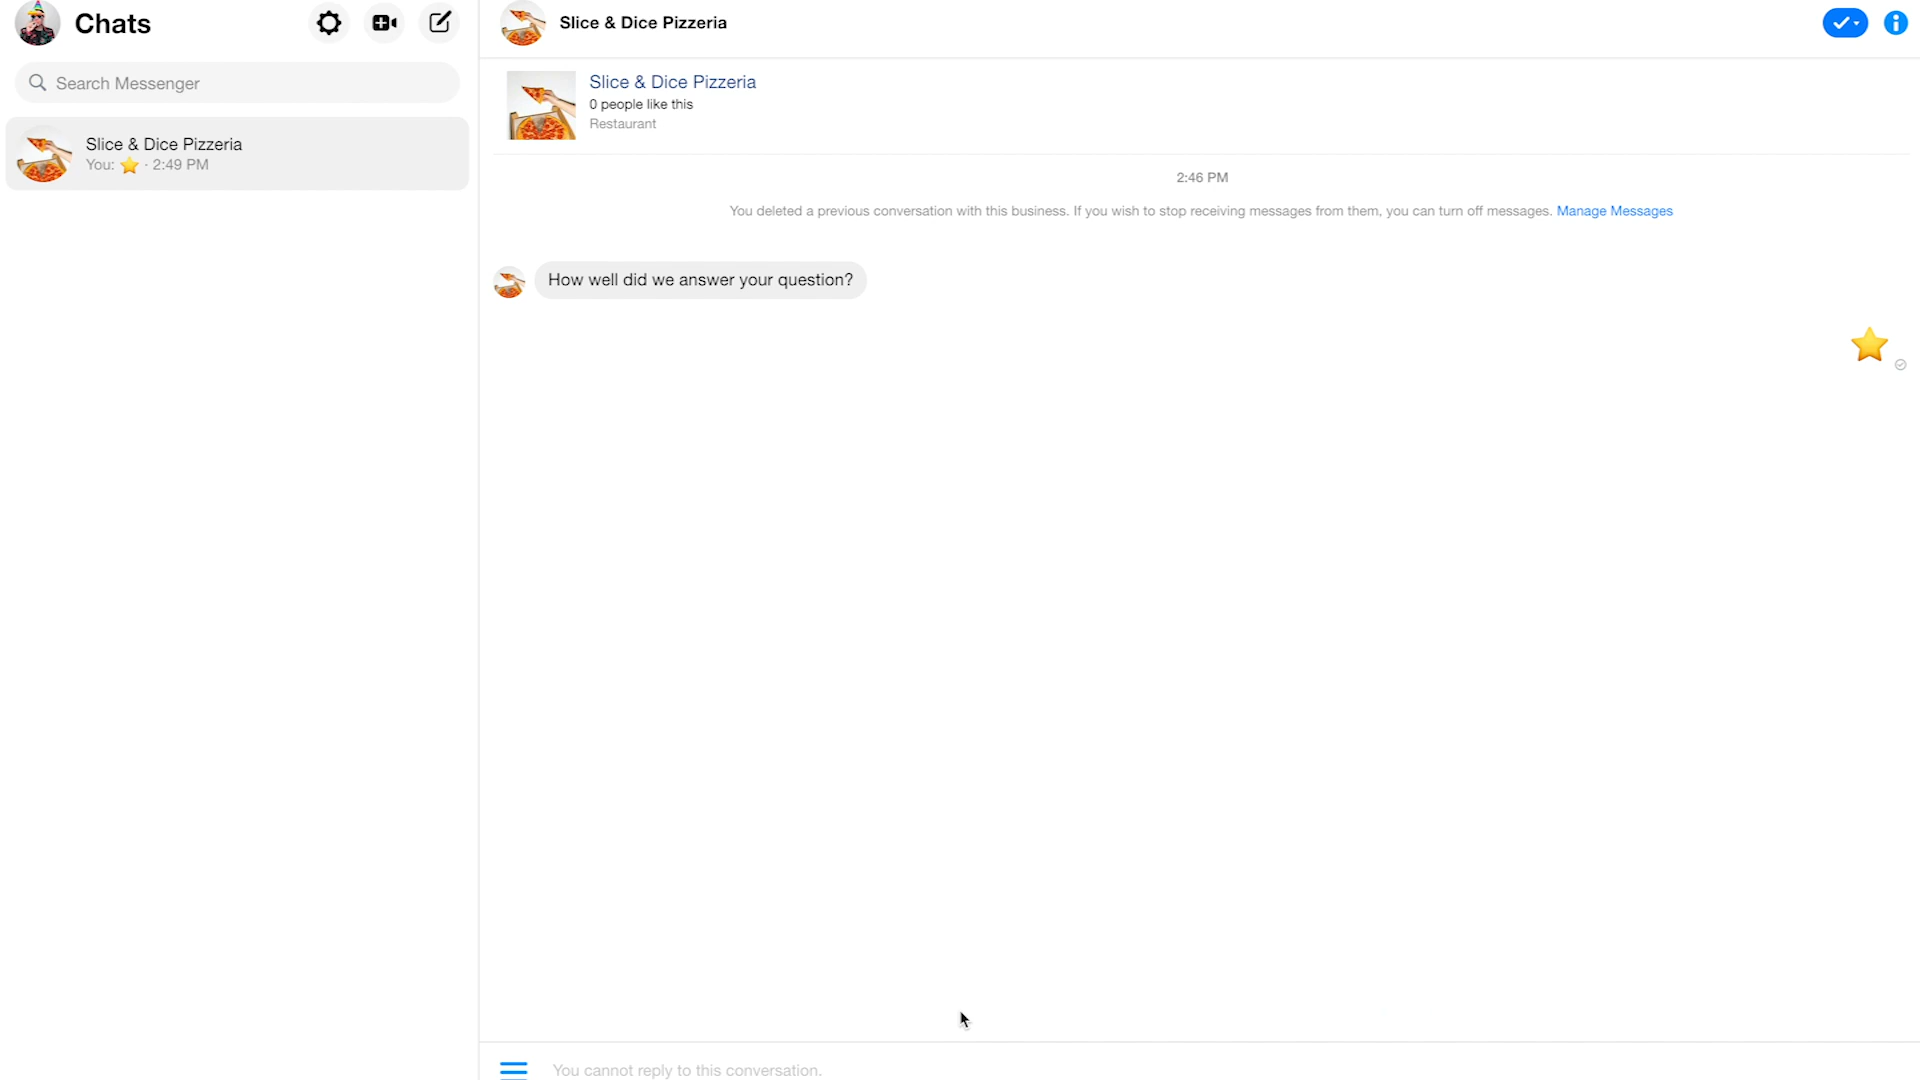 Chats
Search Messenger
Slice & Dice Pizzeria
You: ⭐ · 2:49 PM
Slice & Dice Pizzeria
Slice & Dice Pizzeria
0 people like this
Restaurant
2:46 PM
You deleted a previous conversation with this business. If you wish to stop receiving messages from them, you can turn off messages. Manage Messages
How well did we answer your question?
⭐
You cannot reply to this conversation.